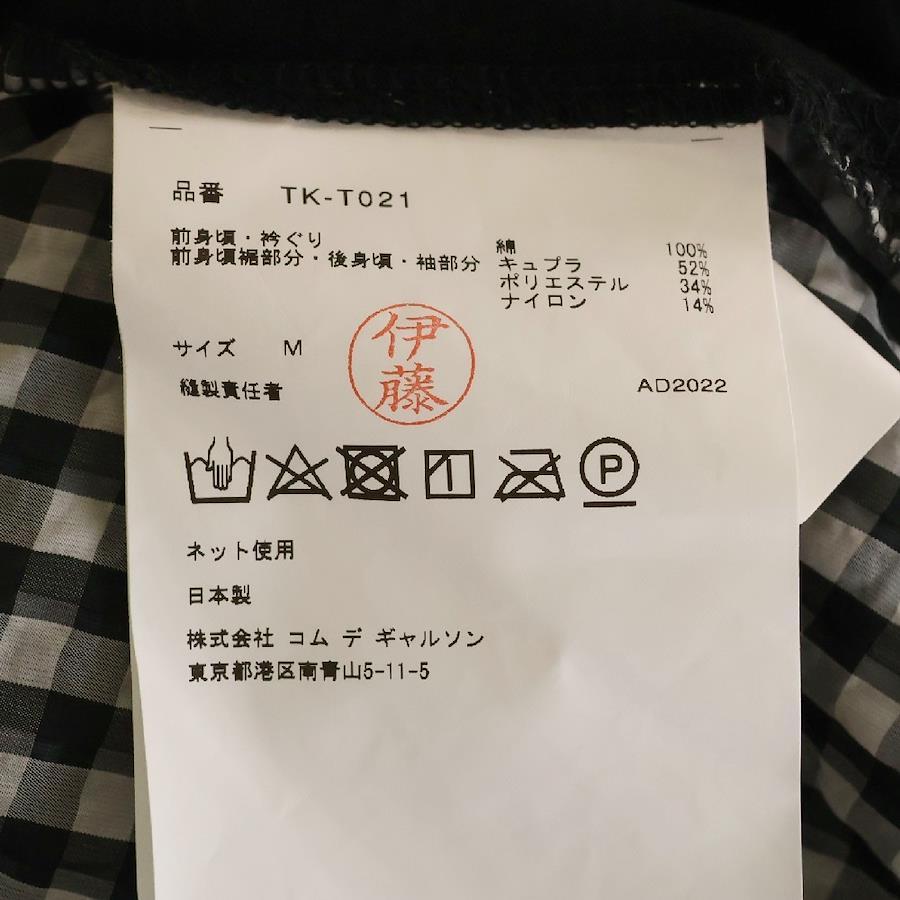 品番 TK-T021
前身頃・衿ぐり 綿 100%
前身頃裾部分・後身頃・袖部分 キュプラ 52%
ポリエステル 34%
ナイロン 14%
サイズ M
伊藤
縫製責任者 AD2022
P
ネット使用
日本製
株式会社 コム デ ギャルソン
東京都港区南青山5-11-5